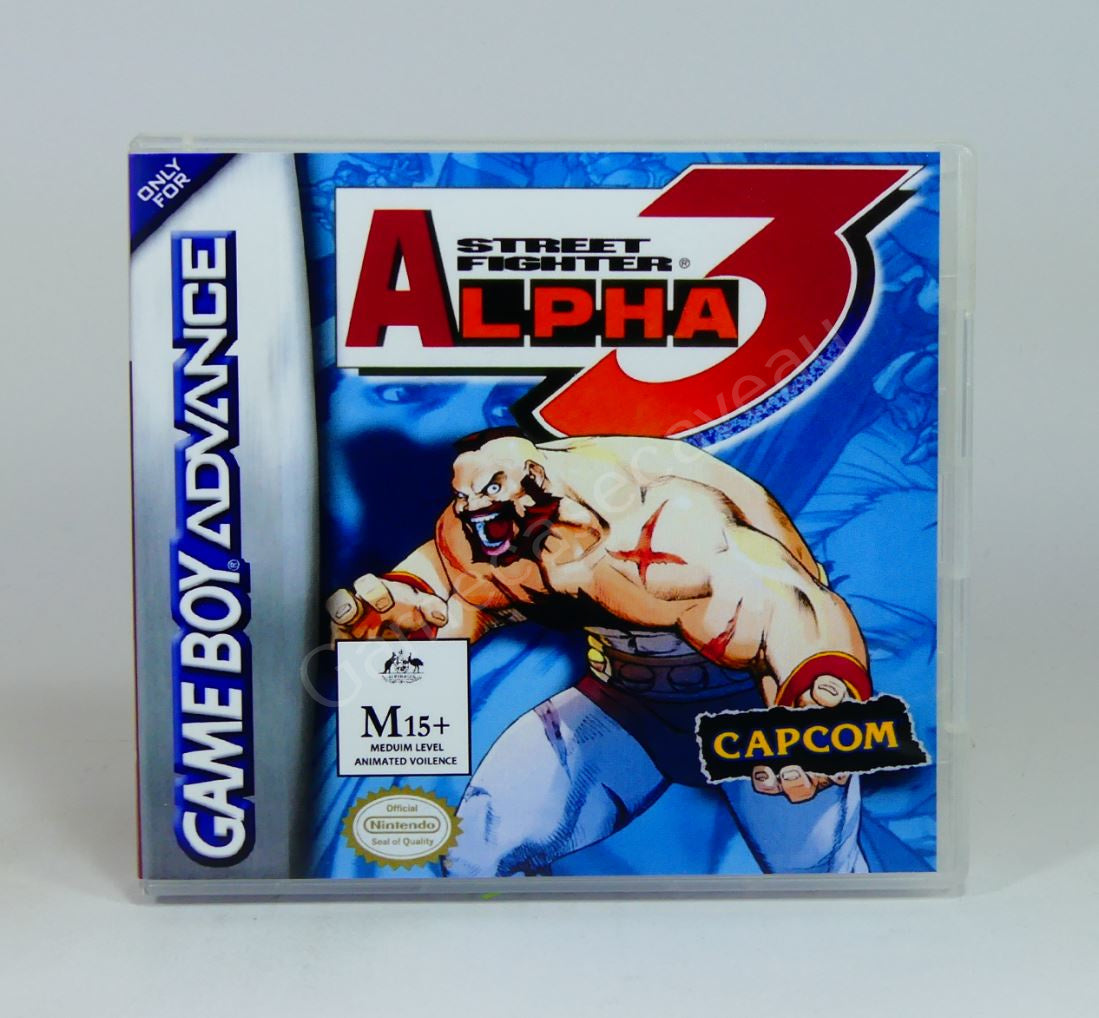 ONLY
FOR
GAME BOY ADVANCE®
STREET
FIGHTER®
ALPHA 3
M15+
MEDUIM LEVEL
ANIMATED VOILENCE
CAPCOM
Official
Nintendo
Seal of Quality
Gamecasecaveau